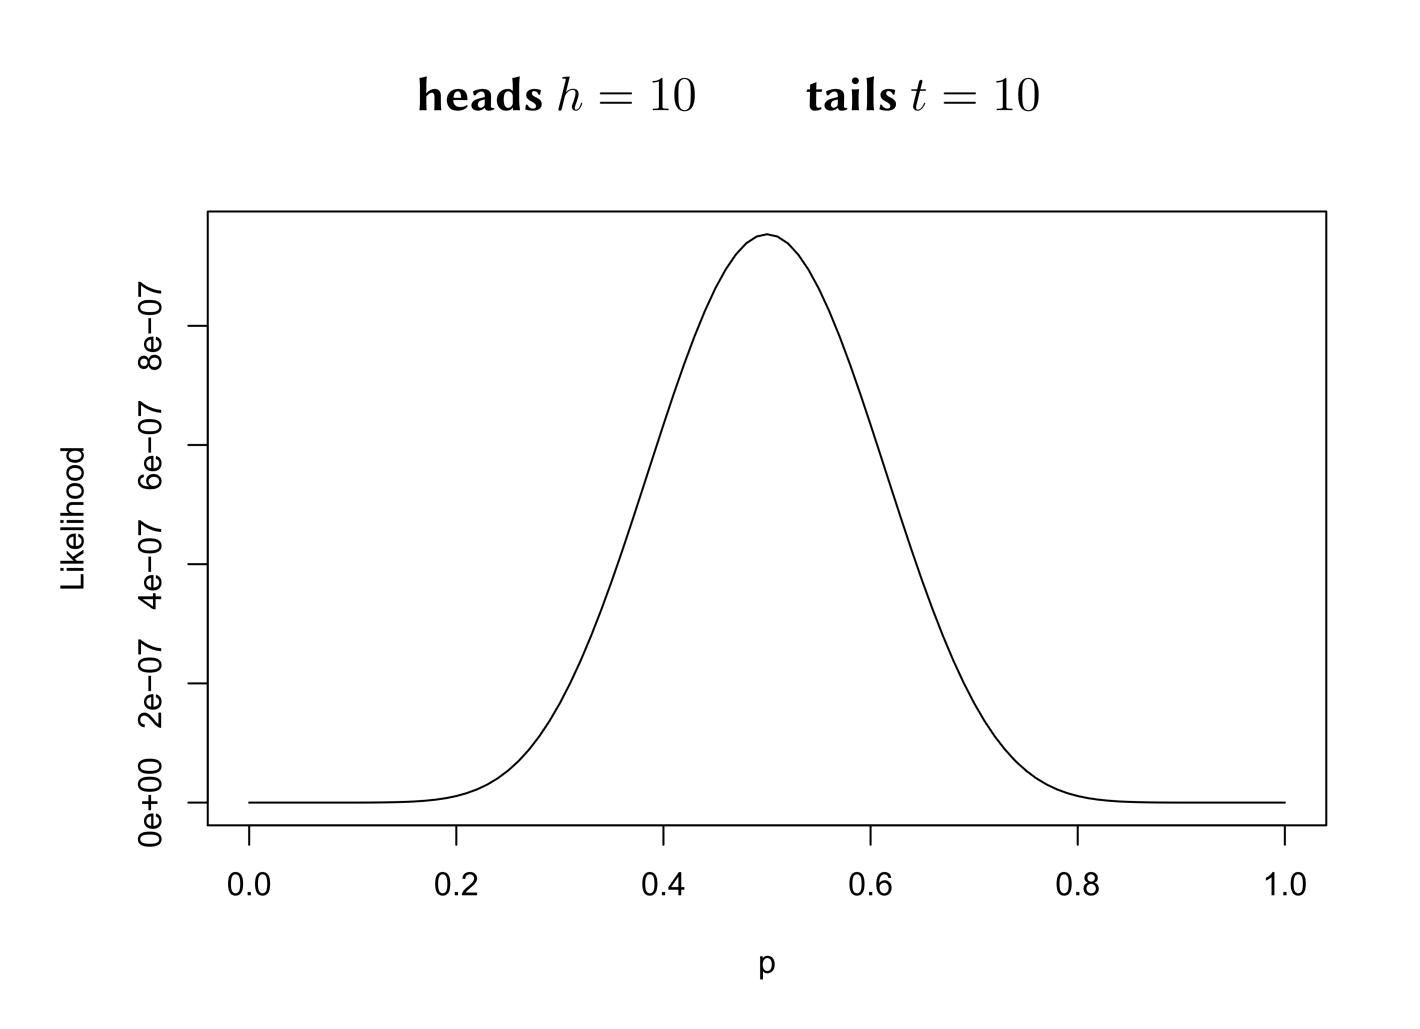 heads h = 10 tails t = 10
Likelihood
8e−07
6e−07
4e−07
2e−07
0e+00
0.0 0.2 0.4 0.6 0.8 1.0
p